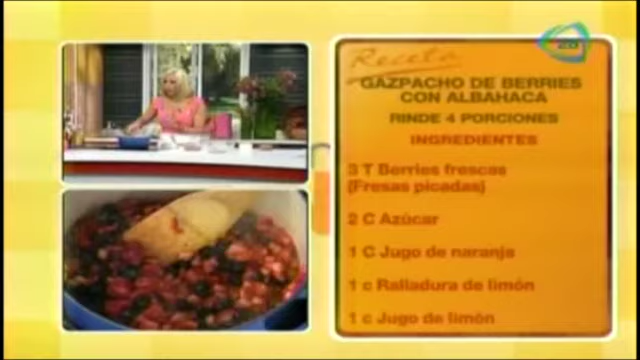 Receta
GAZPACHO DE BERRIES
CON ALBAHACA
RINDE 4 PORCIONES
INGREDIENTES
3 T Berries frescas
(Fresas picadas)
2 C Azúcar
1 C Jugo de naranja
1 c Ralladura de limón
1 c Jugo de limón